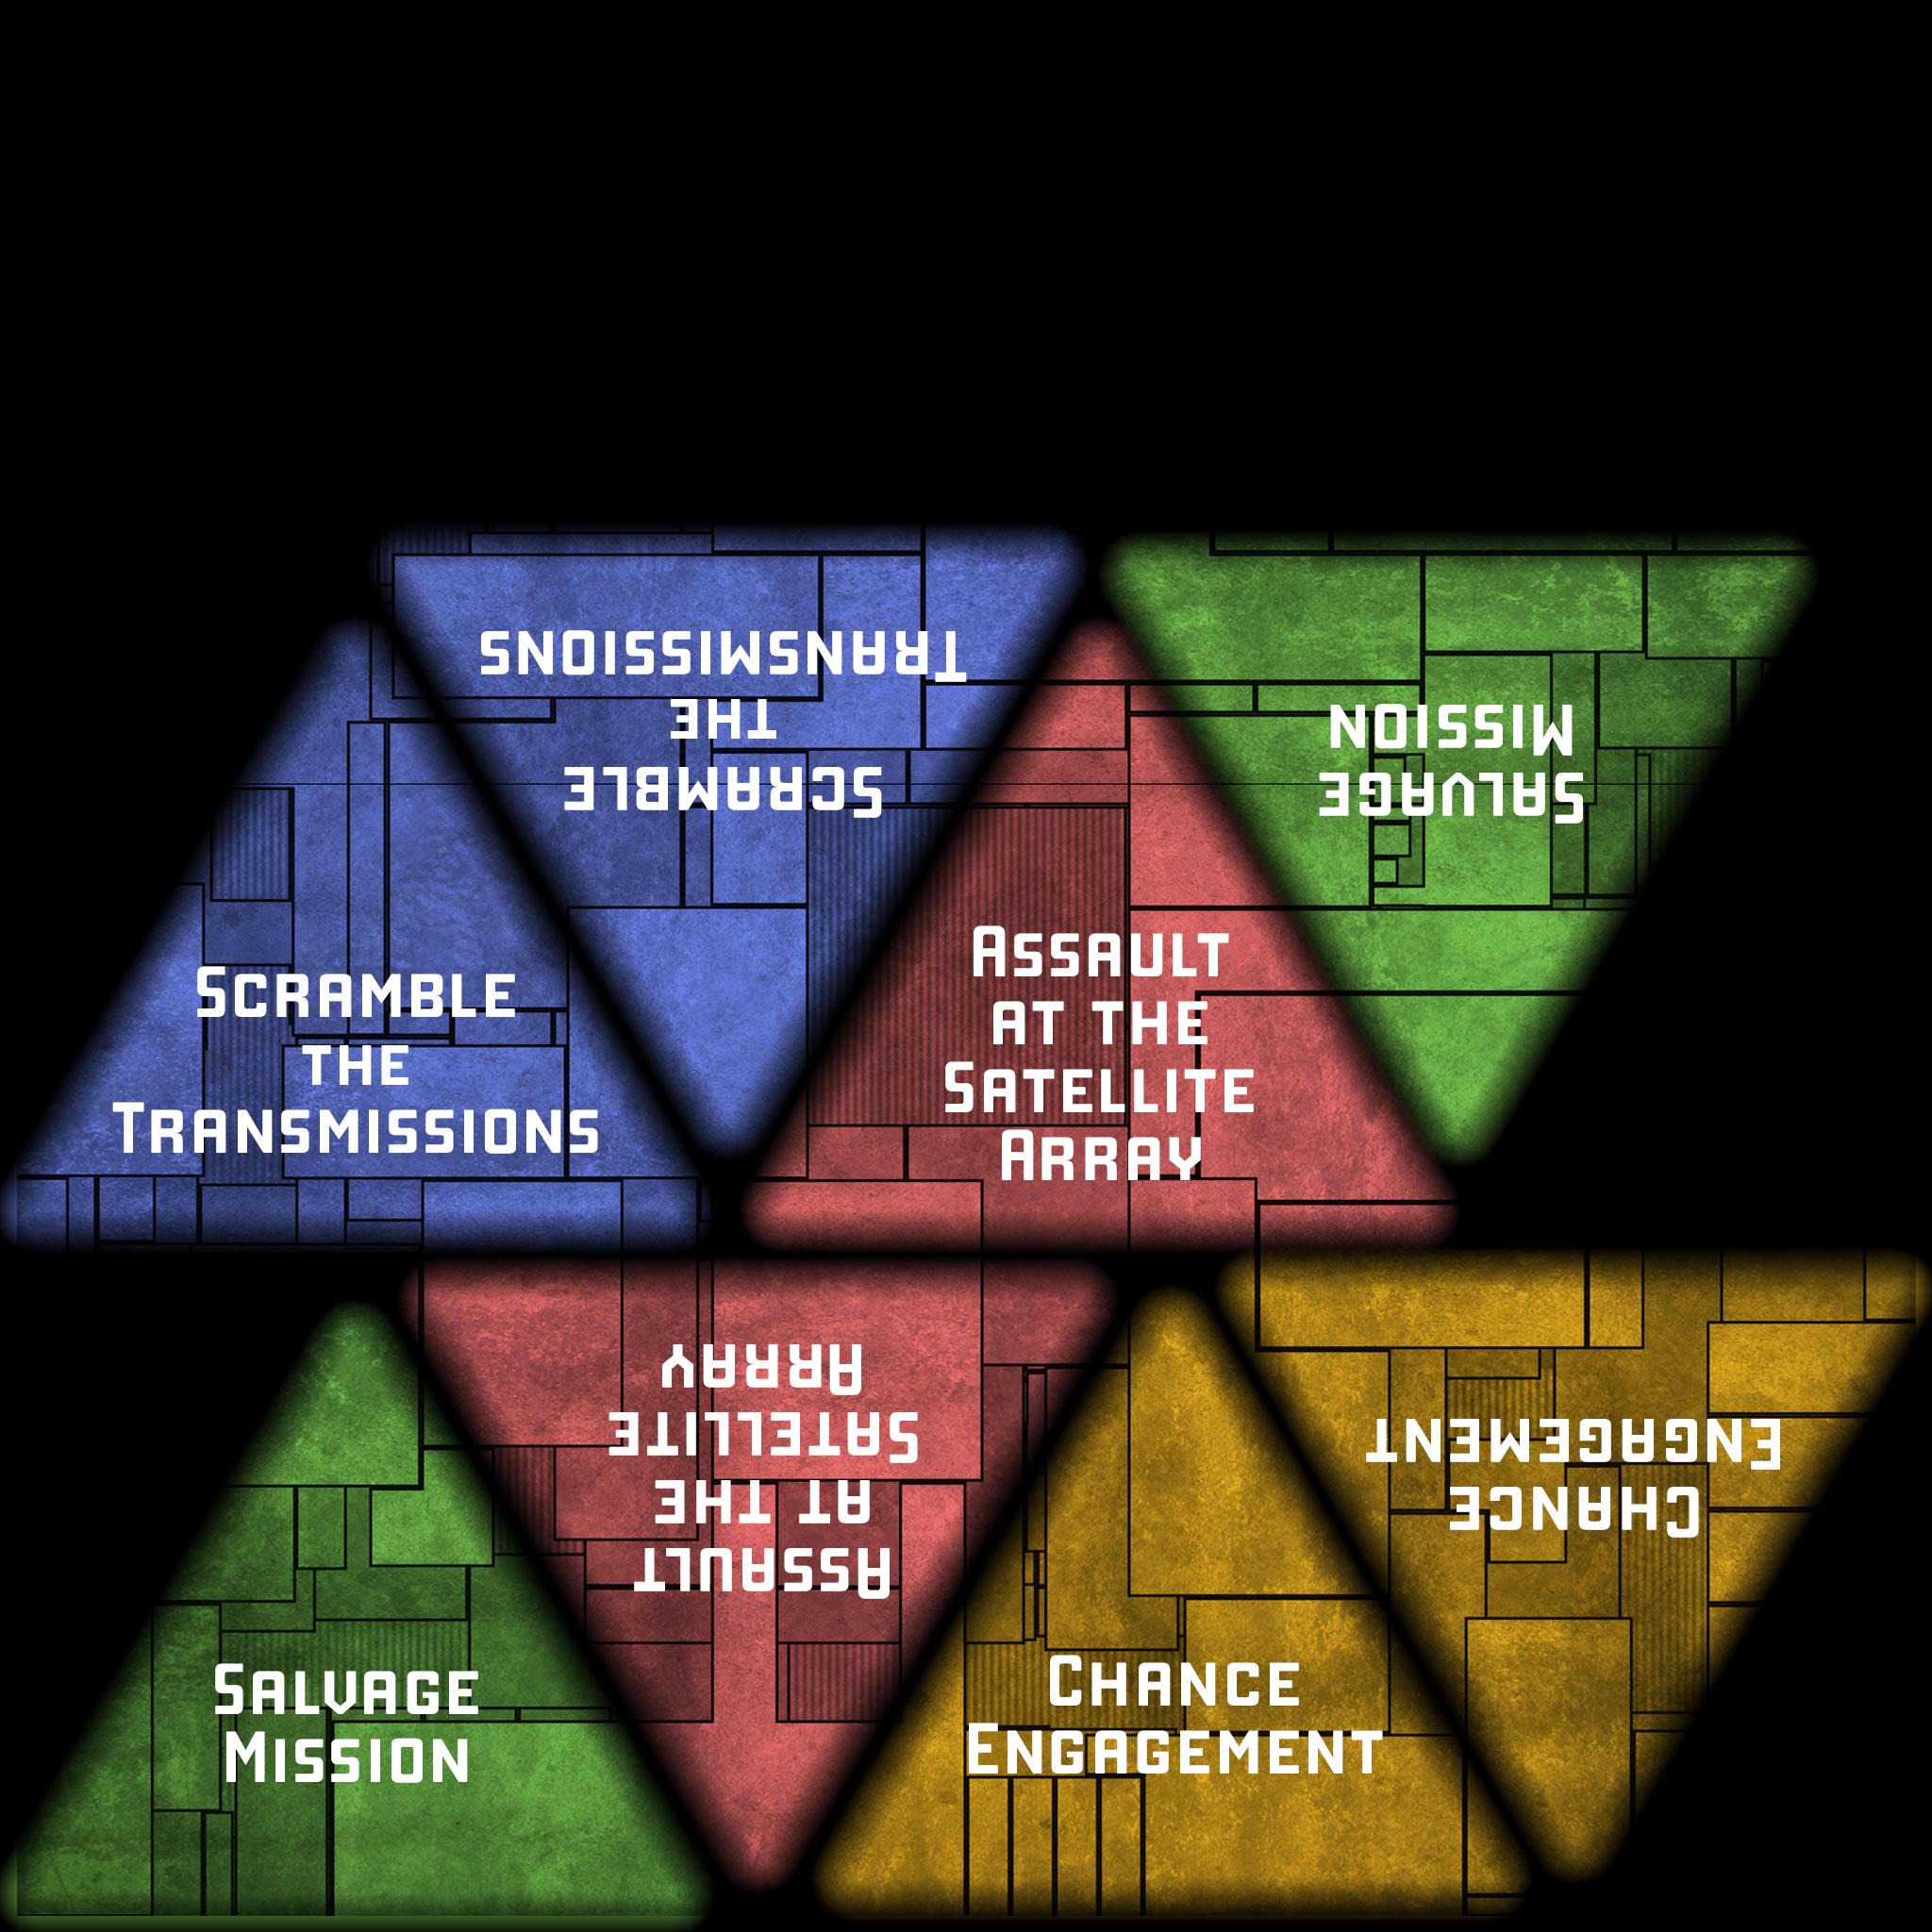 Transmissions
the
Scramble
Mission
Salvage
Scramble
the
Transmissions
Assault
at the
Satellite
Array
Array
Satellite
at the
Assault
Engagement
Chance
Salvage
Mission
Chance
Engagement